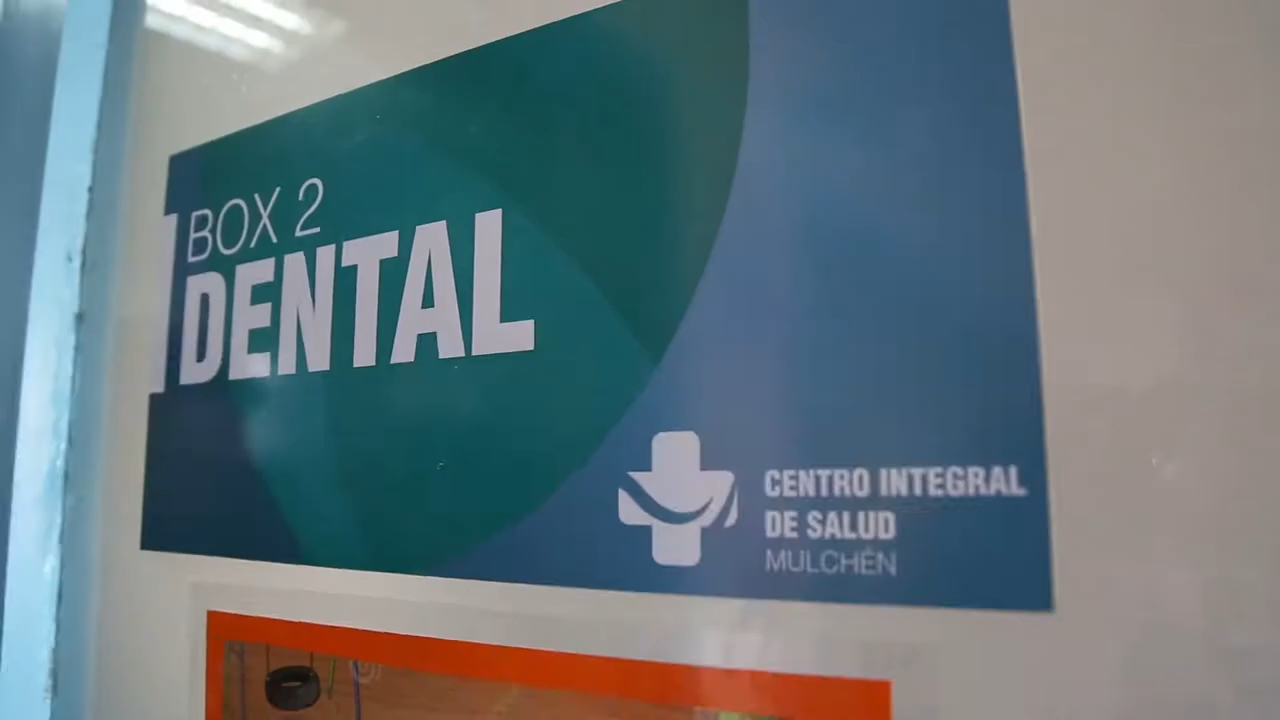 BOX 2
DENTAL
CENTRO INTEGRAL
DE SALUD
MULCHÉN